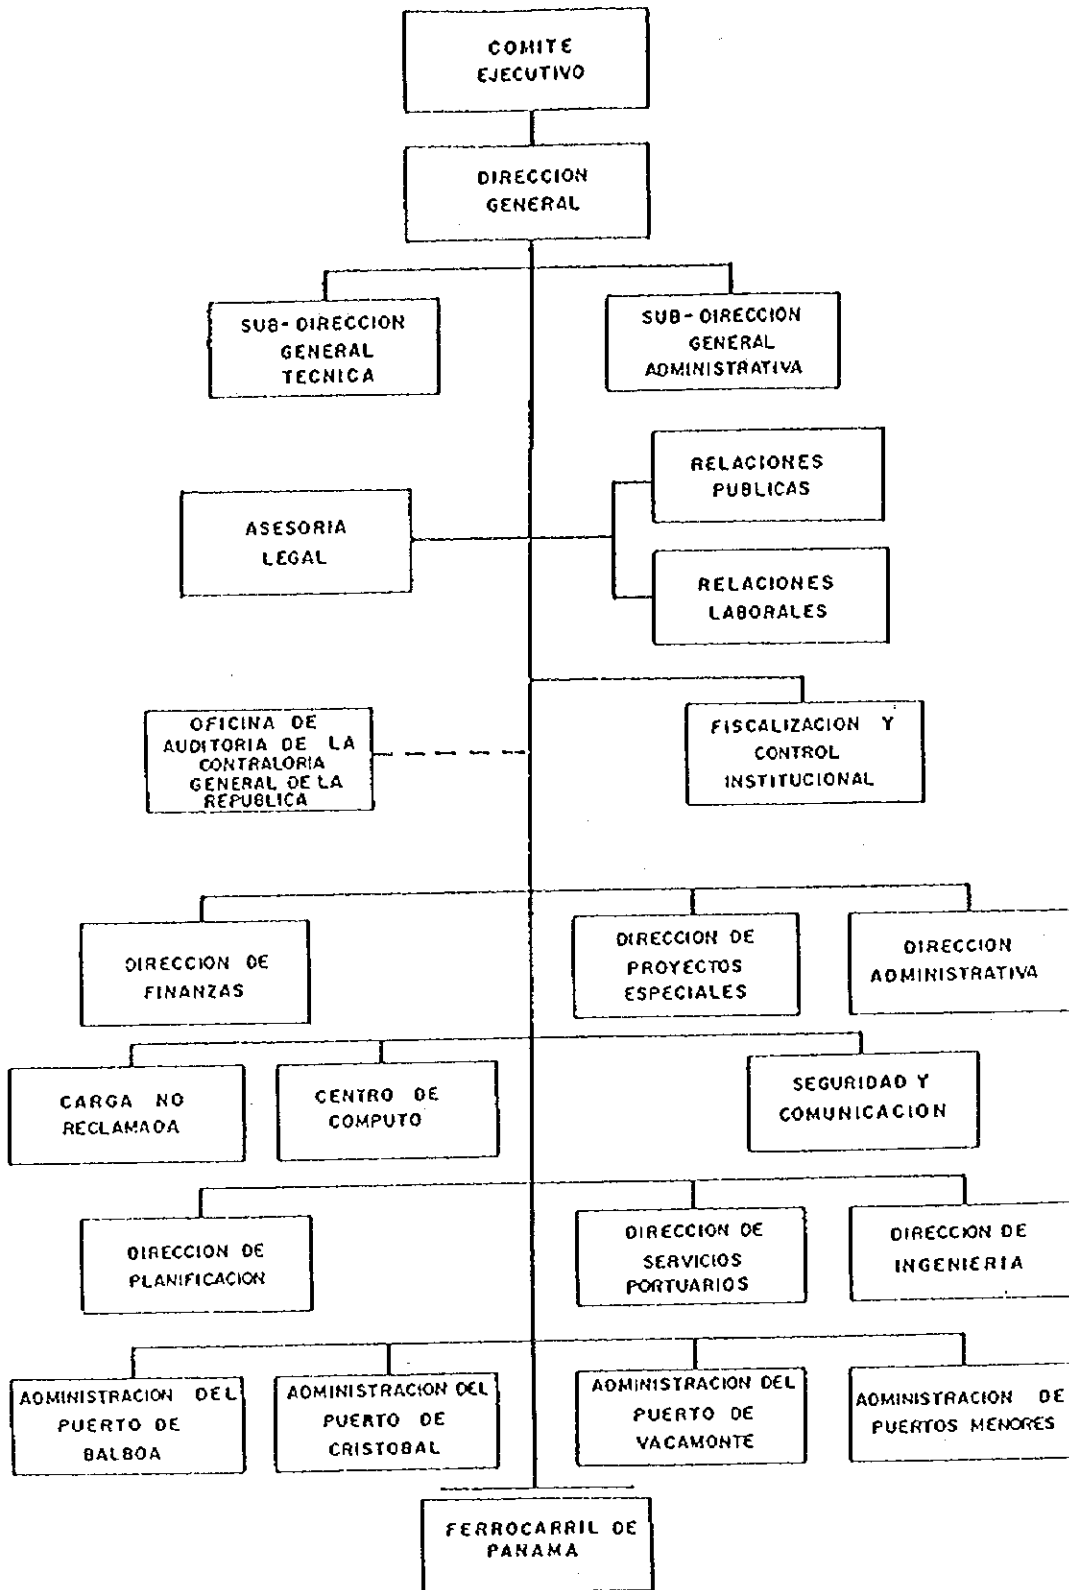 COMITE
EJECUTIVO
DIRECCION
GENERAL
SUB-DIRECCION
GENERAL
TECNICA
SUB-DIRECCION
GENERAL
ADMINISTRATIVA
RELACIONES
PUBLICAS
ASESORIA
LEGAL
RELACIONES
LABORALES
OFICINA DE
AUDITORIA DE LA
CONTRALORIA
GENERAL DE LA
REPUBLICA
FISCALIZACION Y
CONTROL
INSTITUCIONAL
DIRECCION DE
FINANZAS
DIRECCION DE
PROYECTOS
ESPECIALES
DIRECCION
ADMINISTRATIVA
CARGA NO
RECLAMADA
CENTRO DE
COMPUTO
SEGURIDAD Y
COMUNICACION
DIRECCION DE
PLANIFICACION
DIRECCION DE
SERVICIOS
PORTUARIOS
DIRECCION DE
INGENIERIA
ADMINISTRACION DEL
PUERTO DE
BALBOA
ADMINISTRACION DEL
PUERTO DE
CRISTOBAL
ADMINISTRACION DEL
PUERTO DE
VACAMONTE
ADMINISTRACION DE
PUERTOS MENORES
FERROCARRIL DE
PANAMA